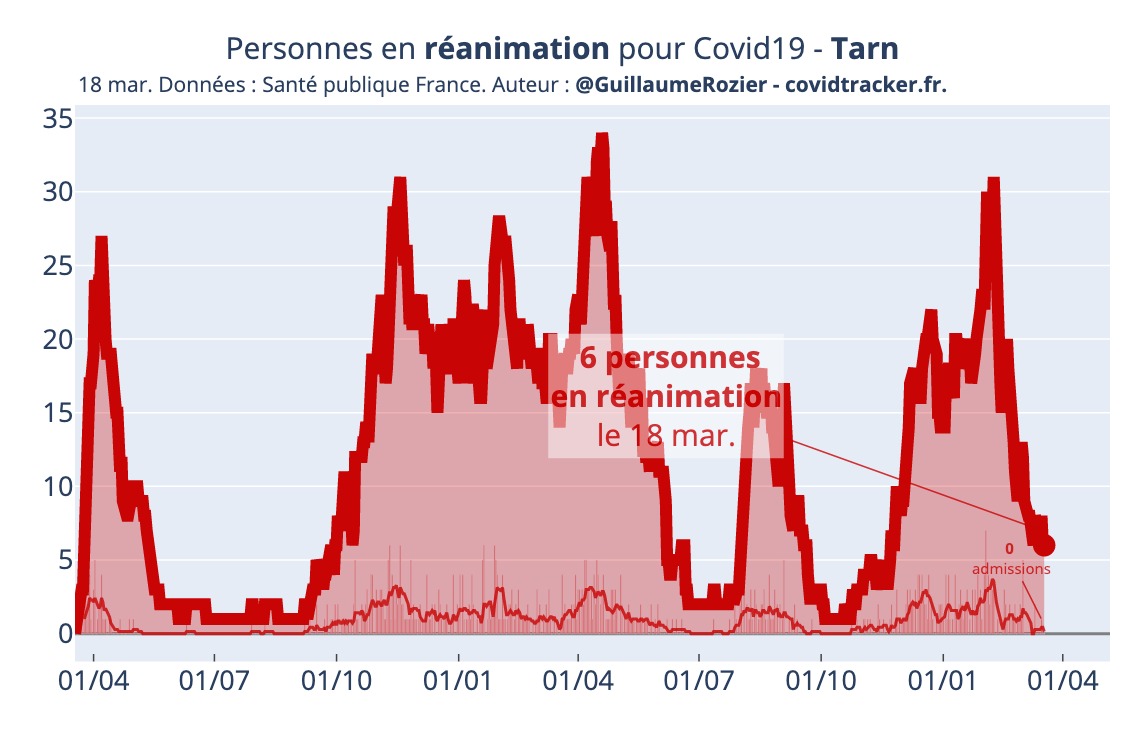 Personnes en réanimation pour Covid19 - Tarn
18 mar. Données : Santé publique France. Auteur : @GuillaumeRozier - covidtracker.fr.
35
30
25
20
15
10
5
0
6 personnes
en réanimation
le 18 mar.
0
admissions
01/04 01/07 01/10 01/01 01/04 01/07 01/10 01/01 01/04